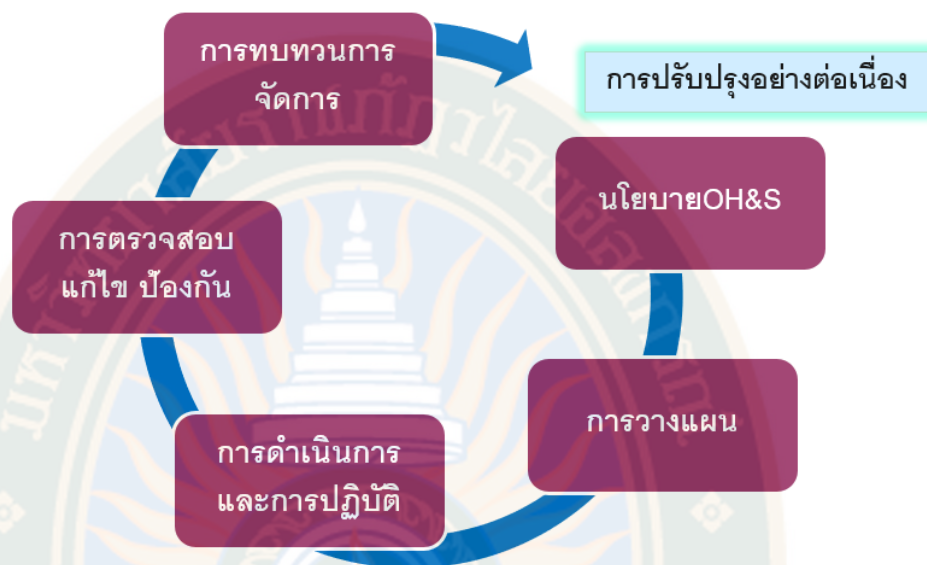 การทบทวนการ
จัดการ
การปรับปรุงอย่างต่อเนื่อง
นโยบายOH&S
การตรวจสอบ
แก้ไข ป้องกัน
การวางแผน
การดำเนินการ
และการปฏิบัติ